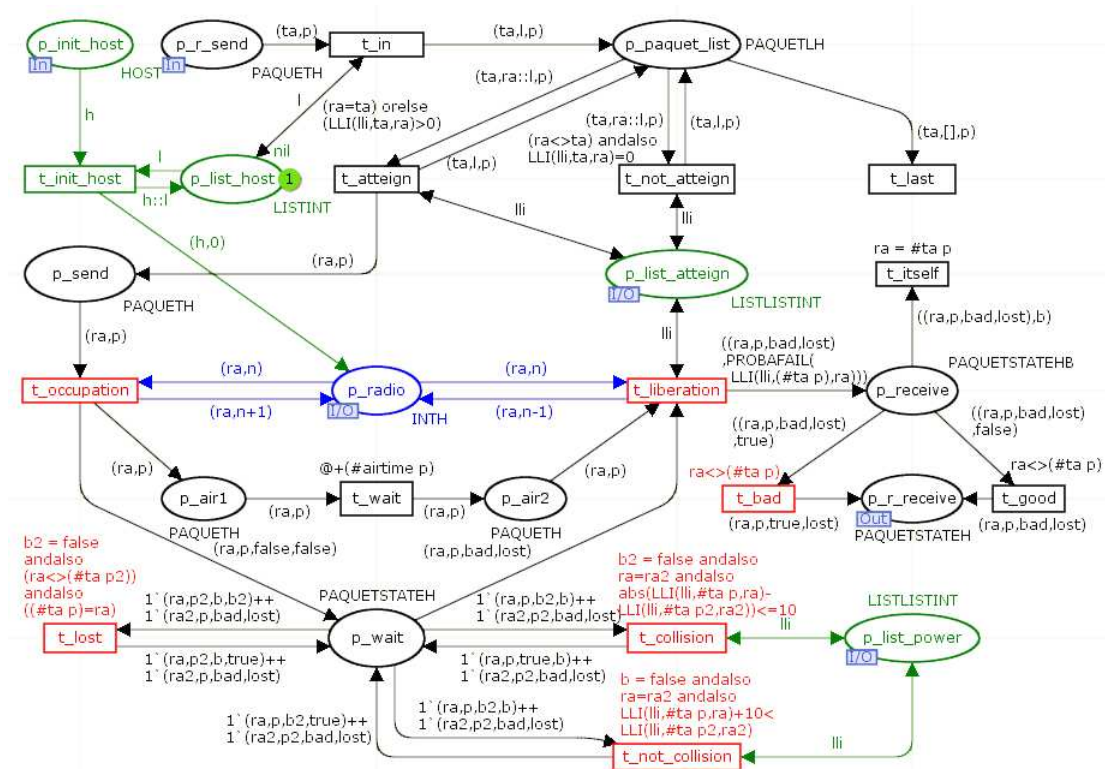 p_init_host
In
HOST
p_r_send
In
PAQUETH
(ta,p)
t_in
(ta,l,p)
p_paquet_list
PAQUETLH
h
l
(ra=ta) orelse
(LLI(lli,ta,ra)>0)
(ta,ra::l,p)
(ta,l,p)
(ta,ra::l,p)
(ra<>ta) andalso
LLI(lli,ta,ra)=0
(ta,l,p)
(ta,[],p)
t_init_host
l
h::l
nil
p_list_host
1
LISTINT
t_atteign
t_not_atteign
t_last
(h,0)
lli
lli
(ra,p)
p_send
PAQUETH
p_list_atteign
I/O
LISTLISTINT
ra = #ta p
t_itself
(ra,p)
lli
((ra,p,bad,lost)
,PROBAFAIL(
LLI(lli,(#ta p),ra)))
((ra,p,bad,lost),b)
PAQUETSTATEHB
t_occupation
(ra,n)
(ra,n+1)
p_radio
I/O
INTH
(ra,n)
(ra,n-1)
t_liberation
p_receive
((ra,p,bad,lost)
,true)
((ra,p,bad,lost)
,false)
(ra,p)
@+(#airtime p)
(ra,p)
ra<>(#ta p)
ra<>(#ta p)
p_air1
PAQUETH
(ra,p)
t_wait
(ra,p)
p_air2
PAQUETH
t_bad
p_r_receive
Out
PAQUETSTATEH
t_good
(ra,p,true,lost)
(ra,p,bad,lost)
(ra,p,false,false)
(ra,p,bad,lost)
b2 = false
andalso
(ra<>(#ta p2))
andalso
((#ta p)=ra)
PAQUETSTATEH
b2 = false andalso
ra=ra2 andalso
abs(LLI(lli,#ta p,ra)-
LLI(lli,#ta p2,ra2))<=10
LISTLISTINT
1`(ra,p2,b,b2)++
1`(ra2,p,bad,lost)
1`(ra,p,b2,b)++
1`(ra2,p2,bad,lost)
t_lost
p_wait
t_collision
lli
p_list_power
I/O
1`(ra,p2,b,true)++
1`(ra2,p,bad,lost)
1`(ra,p,true,b)++
1`(ra2,p2,bad,lost)
b = false andalso
ra=ra2 andalso
LLI(lli,#ta p,ra)+10<
LLI(lli,#ta p2,ra2)
1`(ra,p,b2,true)++
1`(ra2,p2,bad,lost)
1`(ra,p,b2,b)++
1`(ra2,p2,bad,lost)
t_not_collision
lli